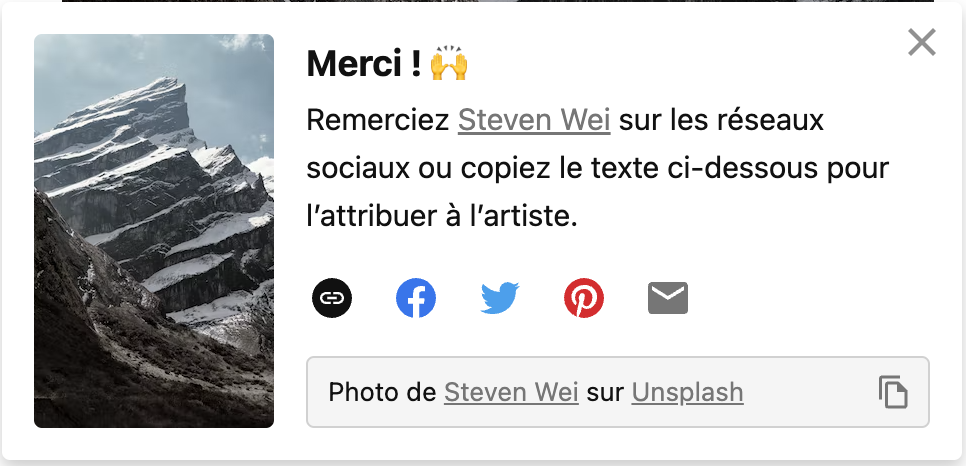 Merci ! 🙌
Remerciez Steven Wei sur les réseaux
sociaux ou copiez le texte ci-dessous pour
l’attribuer à l’artiste.
Photo de Steven Wei sur Unsplash